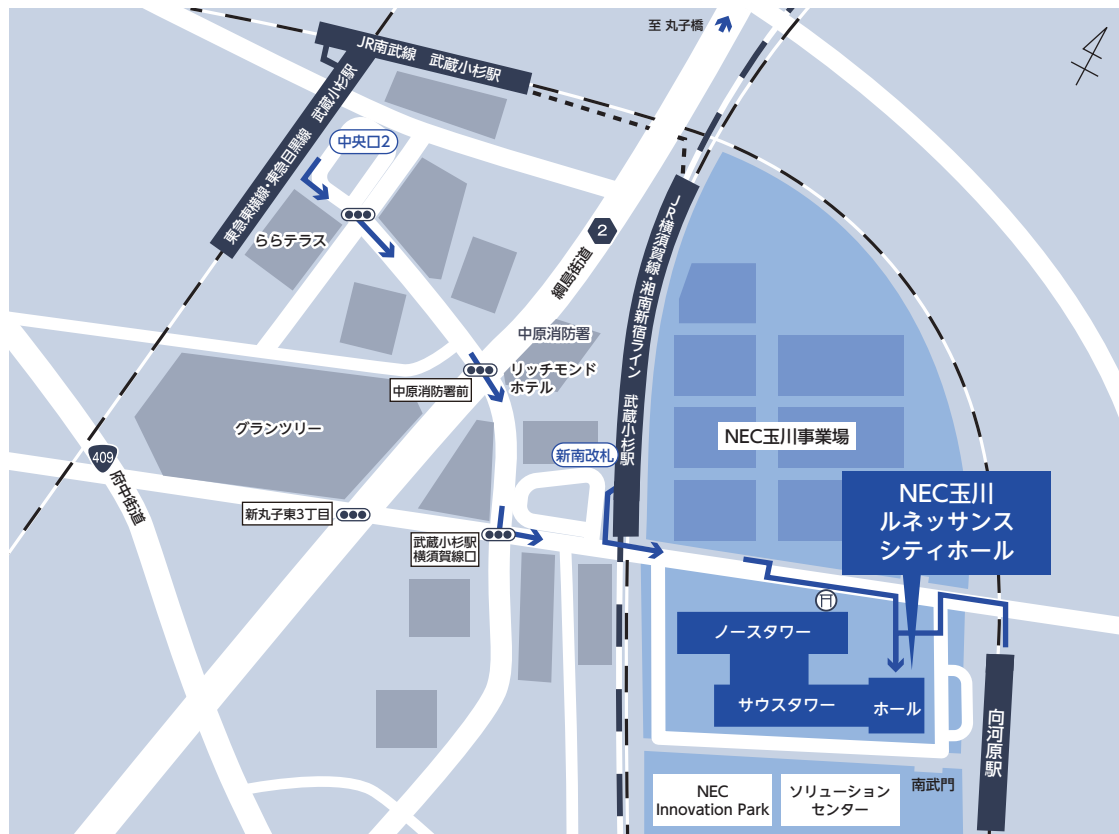 至 丸子橋
JR南武線 武蔵小杉駅
東急東横線・東急目黒線 武蔵小杉駅
中央口2
ららテラス
2
綱島街道
JR横須賀線・湘南新宿ライン 武蔵小杉駅
中原消防署
リッチモンド
ホテル
中原消防署前
グランツリー
NEC玉川事業場
新南改札
409
府中街道
新丸子東3丁目
武蔵小杉駅
横須賀線口
NEC玉川
ルネッサンス
シティホール
ノースタワー
サウスタワー
ホール
向河原駅
南武門
NEC
Innovation Park
ソリューション
センター